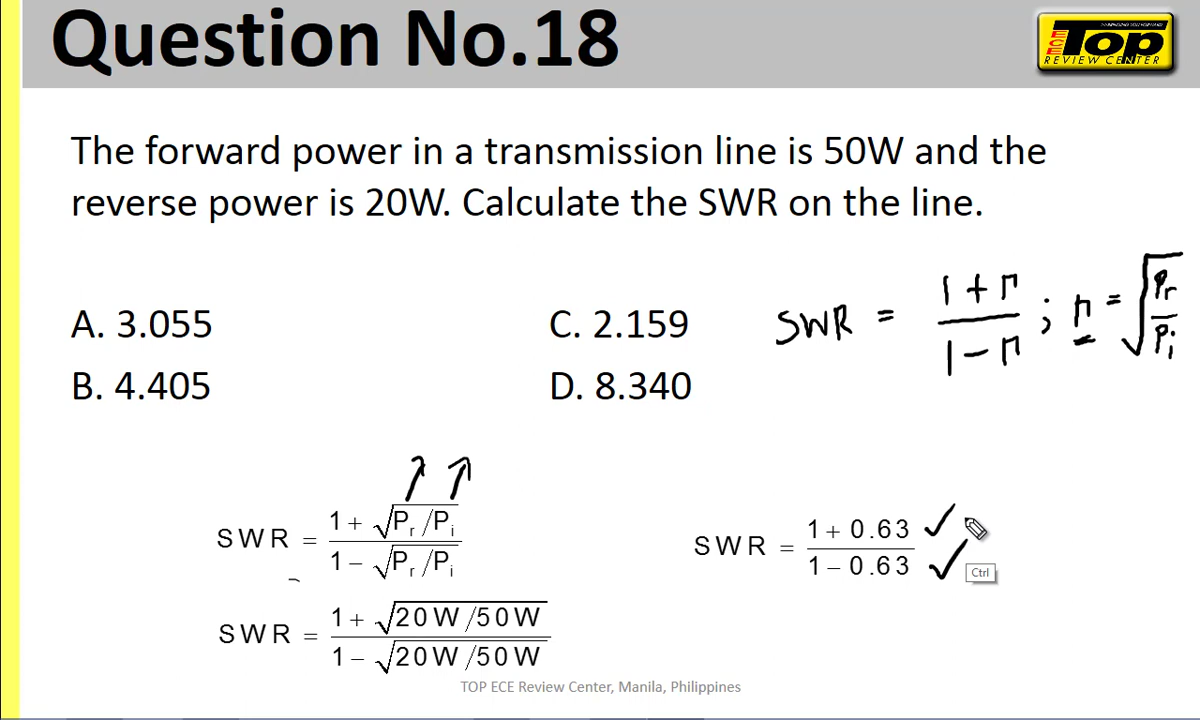 Question No.18
ECE Top
REVIEW CENTER
The forward power in a transmission line is 50W and the
reverse power is 20W. Calculate the SWR on the line.
A. 3.055
C. 2.159
B. 4.405
D. 8.340
SWR = 1 + Γ / 1 − Γ ; Γ = √Pr/Pi
SWR = 1 + √Pr/Pi / 1 − √Pr/Pi
SWR = 1 + 0.63 / 1 − 0.63
Ctrl
SWR = 1 + √20W/50W / 1 − √20W/50W
TOP ECE Review Center, Manila, Philippines